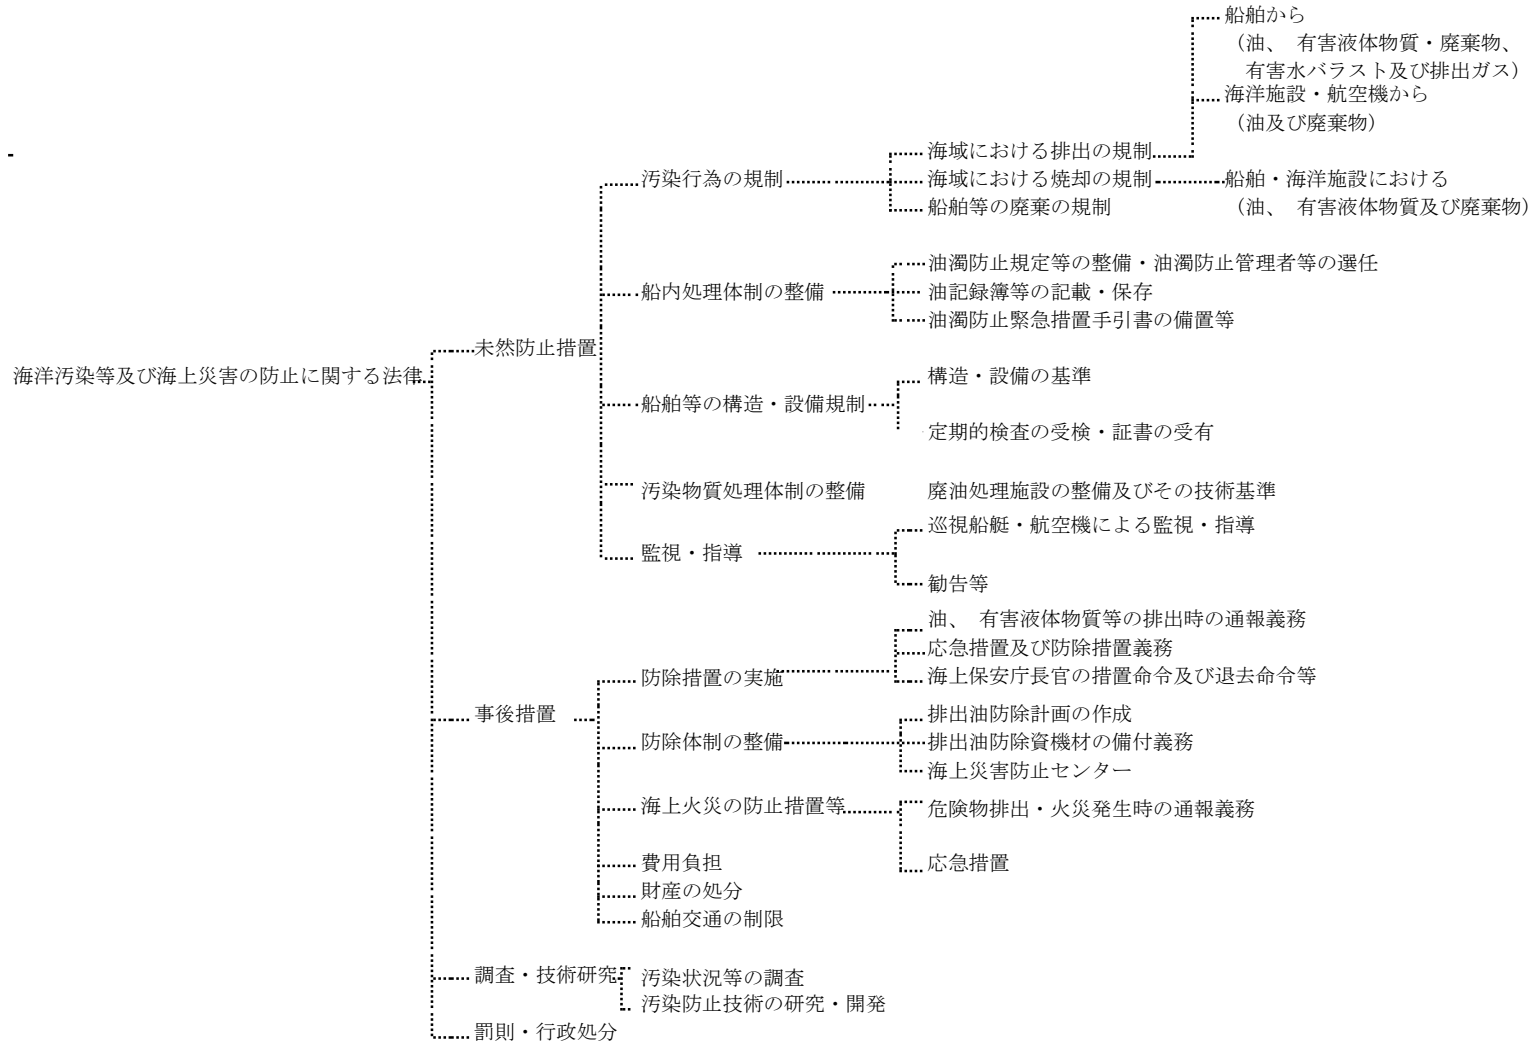 船舶から
(油、 有害液体物質・廃棄物、
有害水バラスト及び排出ガス)
海洋施設・航空機から
(油及び廃棄物)
海域における排出の規制
汚染行為の規制
海域における焼却の規制
船舶・海洋施設における
船舶等の廃棄の規制
(油、 有害液体物質及び廃棄物)
油濁防止規定等の整備・油濁防止管理者等の選任
船内処理体制の整備
油記録簿等の記載・保存
油濁防止緊急措置手引書の備置等
未然防止措置
海洋汚染等及び海上災害の防止に関する法律
構造・設備の基準
船舶等の構造・設備規制
定期的検査の受検・証書の受有
汚染物質処理体制の整備
廃油処理施設の整備及びその技術基準
巡視船艇・航空機による監視・指導
監視・指導
勧告等
油、 有害液体物質等の排出時の通報義務
応急措置及び防除措置義務
防除措置の実施
海上保安庁長官の措置命令及び退去命令等
事後措置
排出油防除計画の作成
防除体制の整備
排出油防除資機材の備付義務
海上災害防止センター
海上火災の防止措置等
危険物排出・火災発生時の通報義務
費用負担
応急措置
財産の処分
船舶交通の制限
調査・技術研究
汚染状況等の調査
汚染防止技術の研究・開発
罰則・行政処分